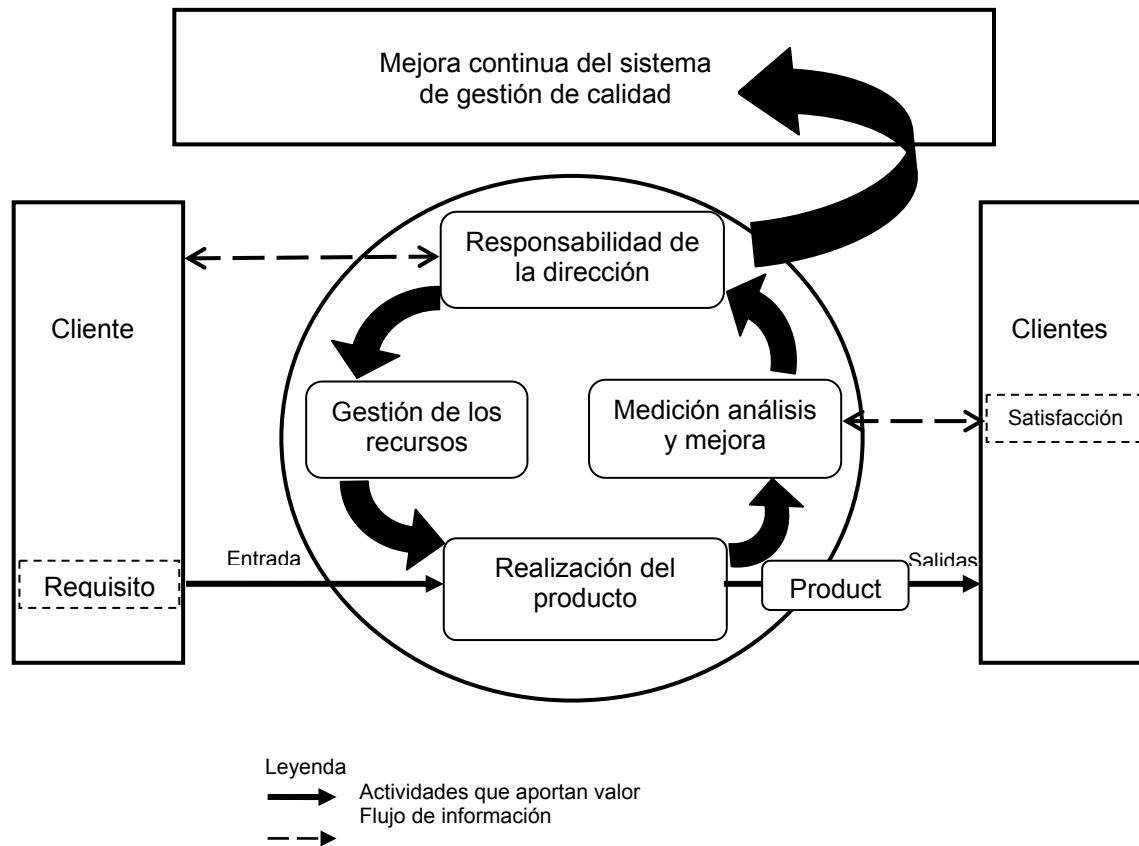 Mejora continua del sistema
de gestión de calidad
Responsabilidad de
la dirección
Cliente
Clientes
Gestión de los
recursos
Medición análisis
y mejora
Satisfacción
Entrada
Requisito
Realización del
producto
Product
Salidas
Leyenda
Actividades que aportan valor
Flujo de información